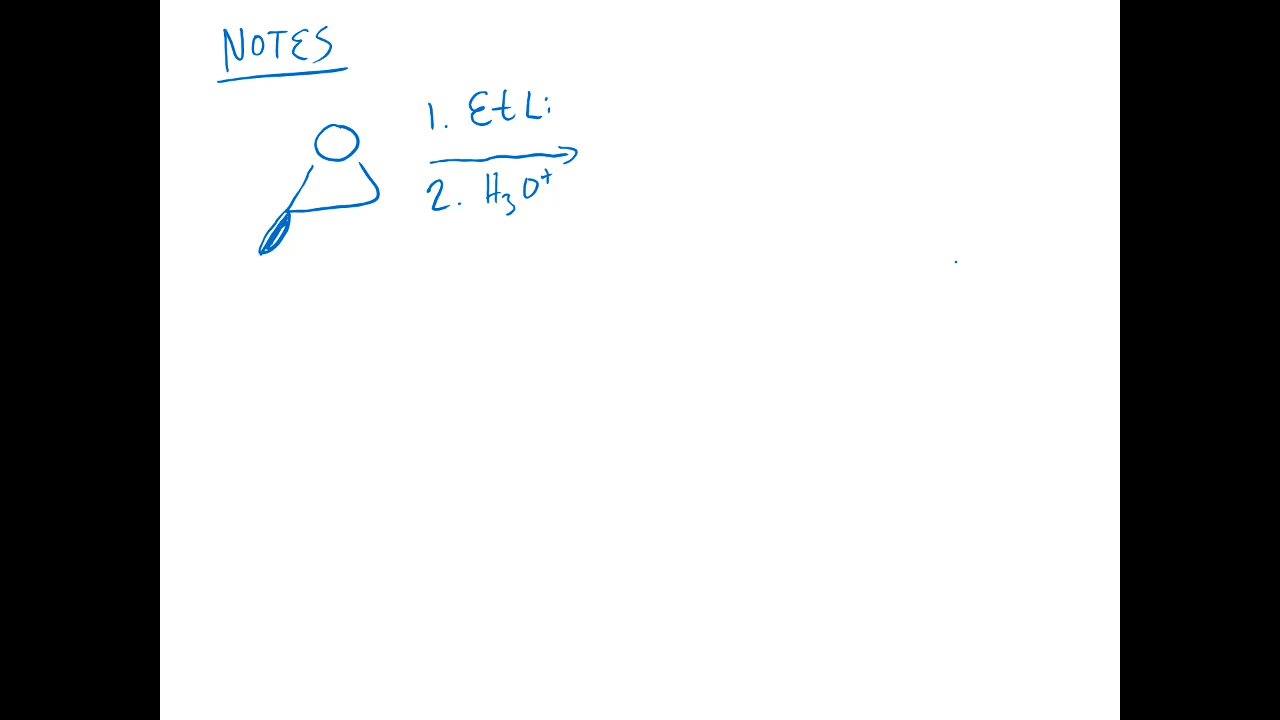 NOTES
O
1. EtLi
2. H₃O⁺